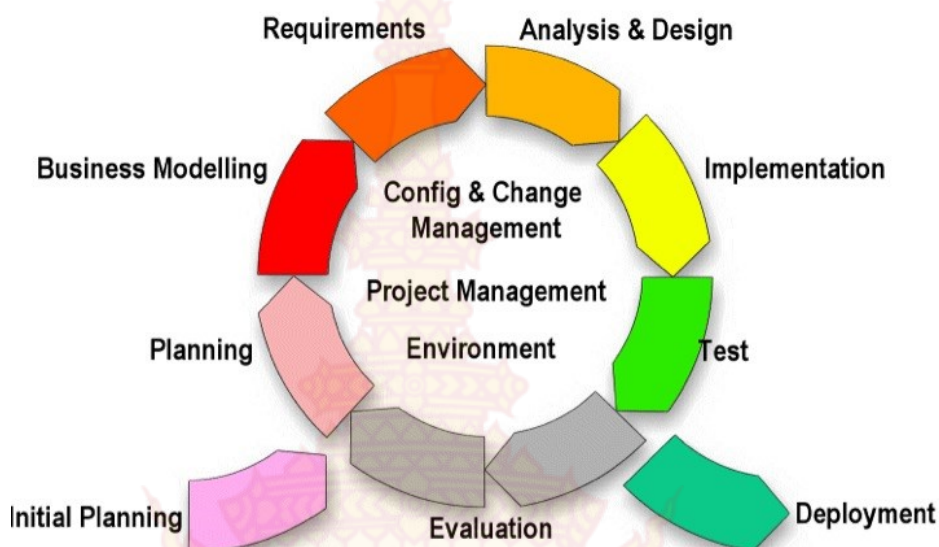 Requirements
Analysis & Design
Business Modelling
Implementation
Config & Change
Management
Project Management
Environment
Planning
Test
Initial Planning
Evaluation
Deployment